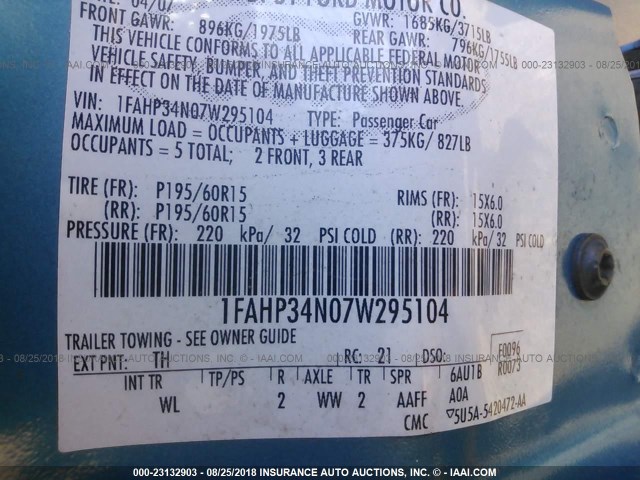 04/07 BY FORD MOTOR CO.
FRONT GAWR: 896KG/1975LB GVWR: 1685KG/3715LB
REAR GAWR: 796KG/1755LB
THIS VEHICLE CONFORMS TO ALL APPLICABLE FEDERAL MOTOR
VEHICLE SAFETY, BUMPER, AND THEFT PREVENTION STANDARDS
IN EFFECT ON THE DATE OF MANUFACTURE SHOWN ABOVE.
VIN: 1FAHP34N07W295104 TYPE: Passenger Car
MAXIMUM LOAD = OCCUPANTS + LUGGAGE = 375KG/ 827LB
OCCUPANTS = 5 TOTAL; 2 FRONT, 3 REAR
TIRE (FR): P195/60R15 RIMS (FR): 15X6.0
(RR): P195/60R15 (RR): 15X6.0
PRESSURE (FR): 220 kPa/ 32 PSI COLD (RR): 220 kPa/ 32 PSI COLD
1FAHP34N07W295104
TRAILER TOWING - SEE OWNER GUIDE
F0096
EXT PNT: TH RC: 21 DSO: R0073
INT TR TP/PS R AXLE TR SPR 6AU1B
WL 2 WW 2 AAFF A0A
CMC ▽5U5A-5420472-AA
000-23132903 - 08/25/2018 INSURANCE AUTO AUCTIONS, INC. - IAAI.COM